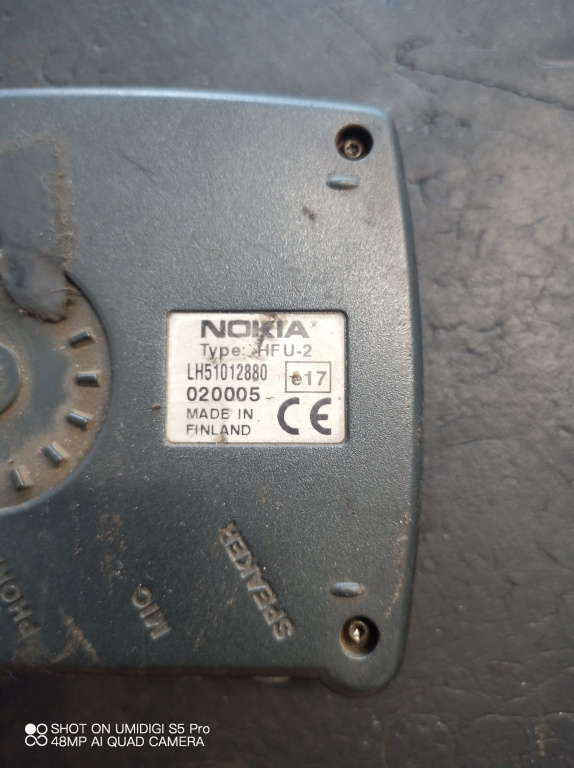 NOKIA
Type: HFU-2
LH51012880
e17
020005
MADE IN
FINLAND
CE
SPEAKER
MIC
PHON
SHOT ON UMIDIGI S5 Pro
48MP AI QUAD CAMERA